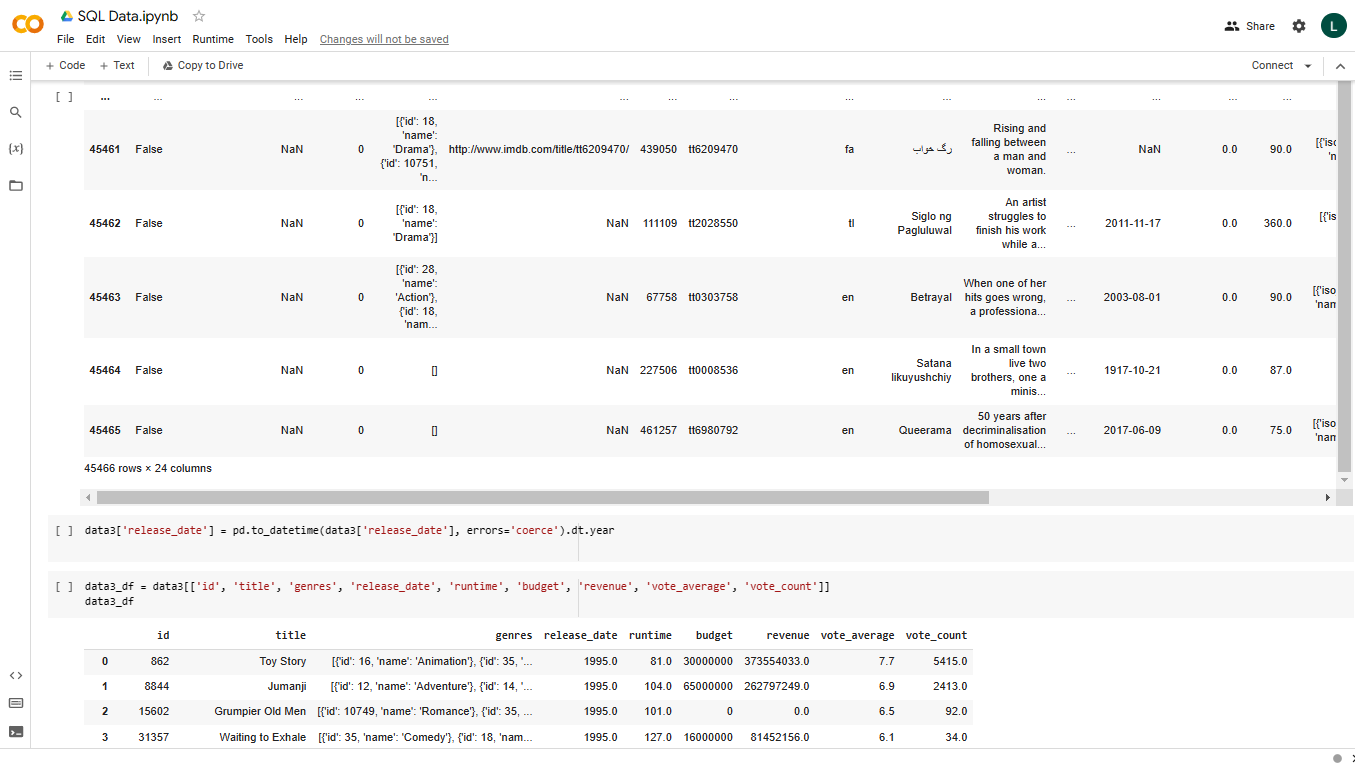 SQL Data.ipynb
File Edit View Insert Runtime Tools Help Changes will not be saved
Share
L
+ Code + Text Copy to Drive
Connect
[ ] ... ... ... ... ... ... ... ... ... ... ... ... ... ... ...
45461 False NaN 0 [{'id': 18, 'name': 'Drama'}, {'id': 10751, 'n... http://www.imdb.com/title/tt6209470/ 439050 tt6209470 fa رگ خواب Rising and falling between a man and woman. ... NaN 0.0 90.0 [{'iso 'n
45462 False NaN 0 [{'id': 18, 'name': 'Drama'}] NaN 111109 tt2028550 tl Siglo ng Pagluluwal An artist struggles to finish his work while a... ... 2011-11-17 0.0 360.0 [{'is
45463 False NaN 0 [{'id': 28, 'name': 'Action'}, {'id': 18, 'nam... NaN 67758 tt0303758 en Betrayal When one of her hits goes wrong, a professiona... ... 2003-08-01 0.0 90.0 [{'iso 'nam
45464 False NaN 0 [] NaN 227506 tt0008536 en Satana likuyushchiy In a small town live two brothers, one a minis... ... 1917-10-21 0.0 87.0
45465 False NaN 0 [] NaN 461257 tt6980792 en Queerama 50 years after decriminalisation of homosexual... ... 2017-06-09 0.0 75.0 [{'iso 'nam
45466 rows × 24 columns
[ ] data3['release_date'] = pd.to_datetime(data3['release_date'], errors='coerce').dt.year
[ ] data3_df = data3[['id', 'title', 'genres', 'release_date', 'runtime', 'budget', 'revenue', 'vote_average', 'vote_count']]
data3_df
id title genres release_date runtime budget revenue vote_average vote_count
0 862 Toy Story [{'id': 16, 'name': 'Animation'}, {'id': 35, '... 1995.0 81.0 30000000 373554033.0 7.7 5415.0
1 8844 Jumanji [{'id': 12, 'name': 'Adventure'}, {'id': 14, '... 1995.0 104.0 65000000 262797249.0 6.9 2413.0
2 15602 Grumpier Old Men [{'id': 10749, 'name': 'Romance'}, {'id': 35, ... 1995.0 101.0 0 0.0 6.5 92.0
3 31357 Waiting to Exhale [{'id': 35, 'name': 'Comedy'}, {'id': 18, 'nam... 1995.0 127.0 16000000 81452156.0 6.1 34.0